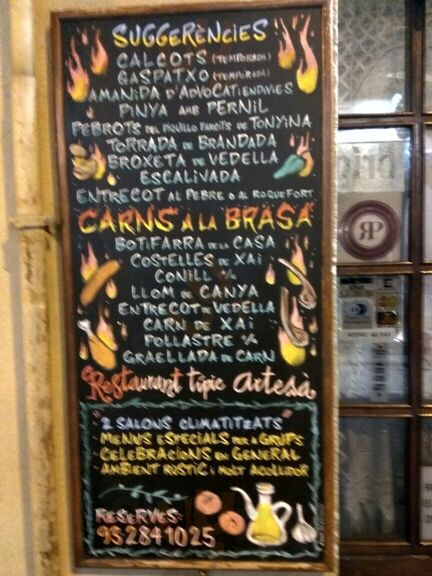 SUGGERÈNCIES
CALÇOTS (TEMPORADA)
GASPATXO (TEMPORADA)
AMANIDA D'AVOCAT i ENDIVIES
PINYA AMB PERNIL
PEBROTS DEL PIQUILLO FARCITS DE TONYINA
TORRADA DE BRANDADA
BROXETA DE VEDELLA
ESCALIVADA
ENTRECOT AL PEBRE O AL ROQUEFORT
CARNS A LA BRASA
BOTIFARRA DE LA CASA
COSTELLES DE XAI
CONILL
LLOM DE CANYA
ENTRECOT DE VEDELLA
CARN DE XAI
POLLASTRE
GRAELLADA DE CARN
Restaurant típic Artesà
"2 SALONS CLIMATITZATS"
·MENUS ESPECIALS PER A GRUPS
·CELEBRACIONS EN GENERAL
·AMBIENT RÚSTIC i MOLT ACOLLIDOR
RESERVES:
932841025